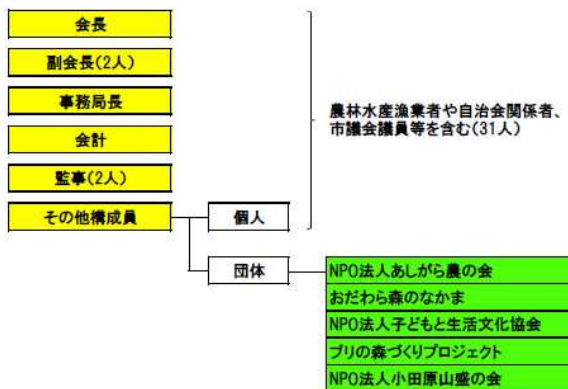 会長
副会長(2人)
事務局長
会計
監事(2人)
その他構成員
個人
団体
農林水産漁業者や自治会関係者、
市議会議員等を含む(31人)
NPO法人あしがら農の会
おだわら森のなかま
NPO法人子どもと生活文化協会
ブリの森づくりプロジェクト
NPO法人小田原山盛の会